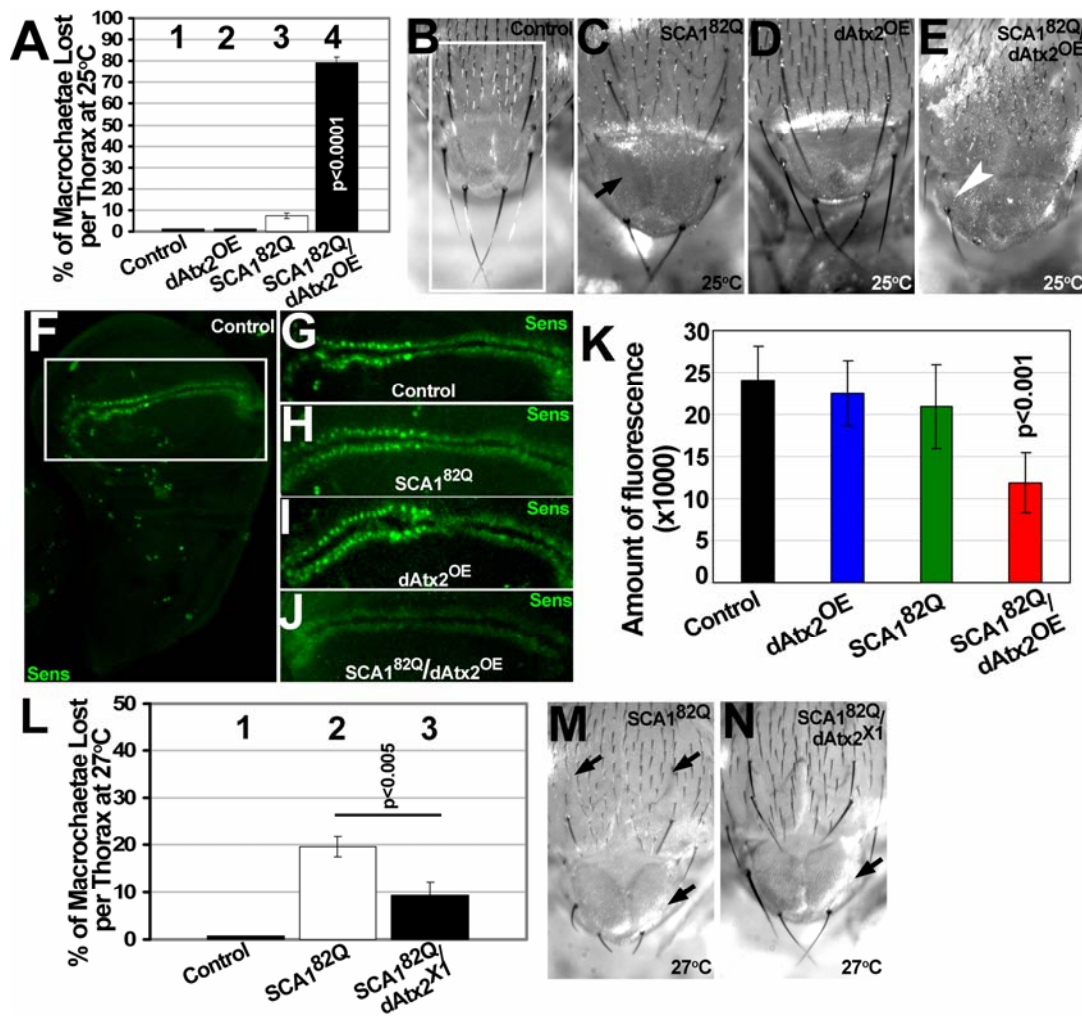 A
% of Macrochaetae Lost
per Thorax at 25°C
100
90
80
70
60
50
40
30
20
10
0
1
2
3
4
p<0.0001
Control
dAtx2OE
SCA182Q
SCA182Q/
dAtx2OE
B
Control
C
SCA182Q
25°C
D
dAtx2OE
25°C
E
SCA182Q/
dAtx2OE
25°C
F
Control
Sens
G
Sens
Control
H
Sens
SCA182Q
I
Sens
dAtx2OE
J
Sens
SCA182Q/dAtx2OE
K
Amount of fluorescence
(x1000)
30
25
20
15
10
5
0
p<0.001
Control
dAtx2OE
SCA182Q
SCA182Q/
dAtx2OE
L
% of Macrochaetae Lost
per Thorax at 27°C
50
40
30
20
10
0
1
2
3
p<0.005
Control
SCA182Q
SCA182Q/
dAtx2X1
M
SCA182Q
27°C
N
SCA182Q/
dAtx2X1
27°C